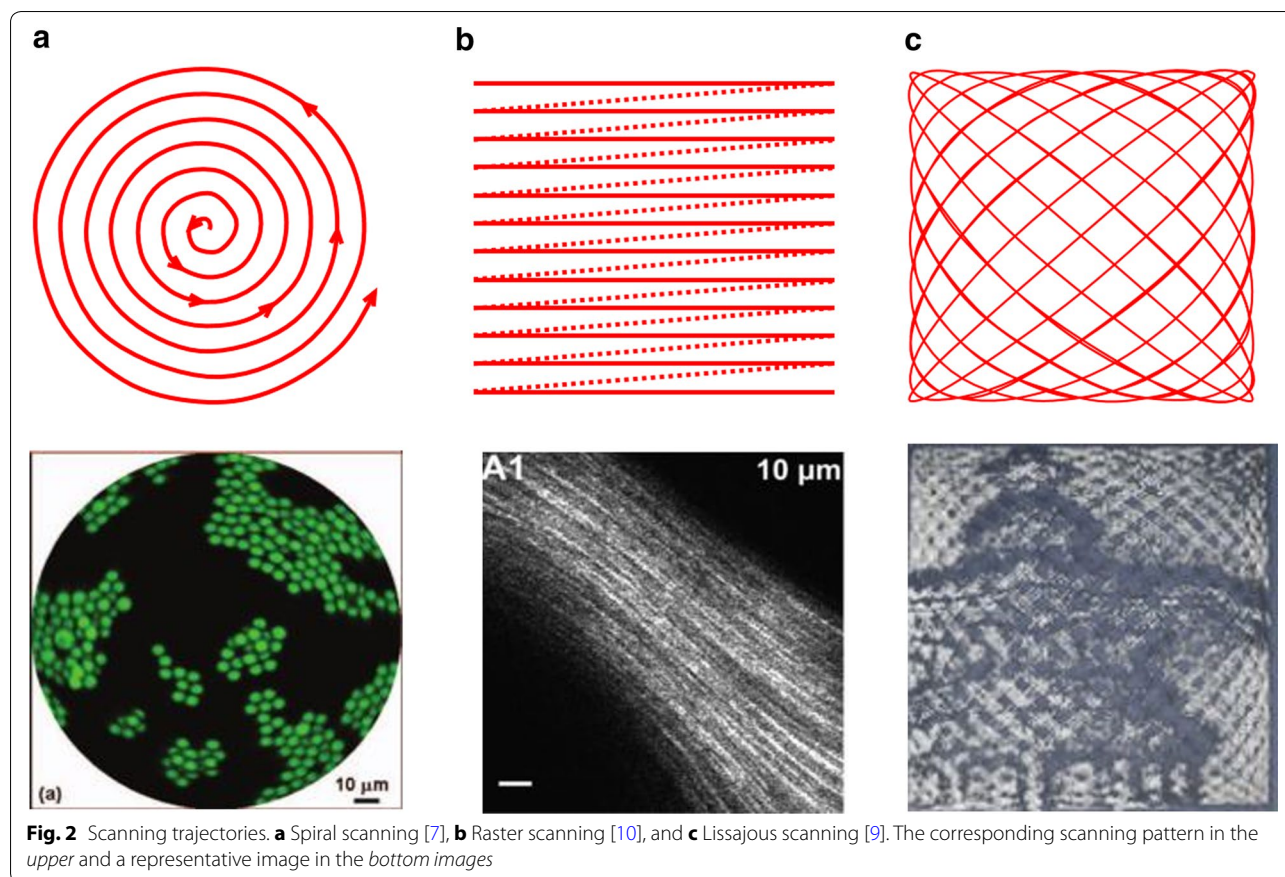 a
b
c
A1
10 µm
(a)
10 µm
Fig. 2 Scanning trajectories. a Spiral scanning [7], b Raster scanning [10], and c Lissajous scanning [9]. The corresponding scanning pattern in the
upper and a representative image in the bottom images